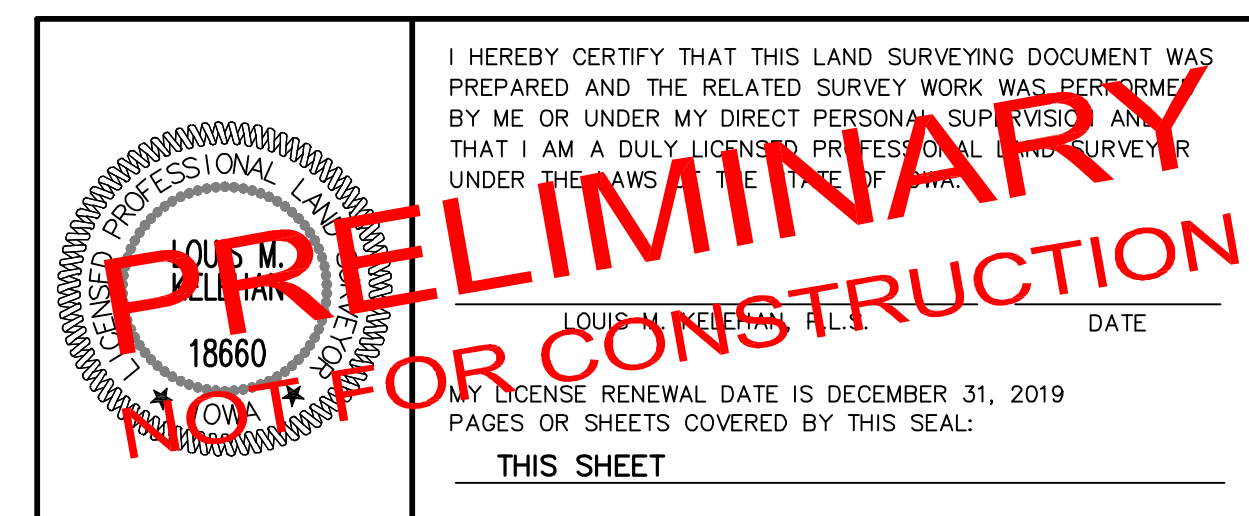 LICENSED PROFESSIONAL LAND SURVEYOR
LOUIS M.
KELEHAN
18660
IOWA
I HEREBY CERTIFY THAT THIS LAND SURVEYING DOCUMENT WAS
PREPARED AND THE RELATED SURVEY WORK WAS PERFORMED
BY ME OR UNDER MY DIRECT PERSONAL SUPERVISION AND
THAT I AM A DULY LICENSED PROFESSIONAL LAND SURVEYOR
UNDER THE LAWS OF THE STATE OF IOWA.
LOUIS M. KELEHAN, P.L.S. DATE
MY LICENSE RENEWAL DATE IS DECEMBER 31, 2019
PAGES OR SHEETS COVERED BY THIS SEAL:
THIS SHEET
PRELIMINARY
NOT FOR CONSTRUCTION